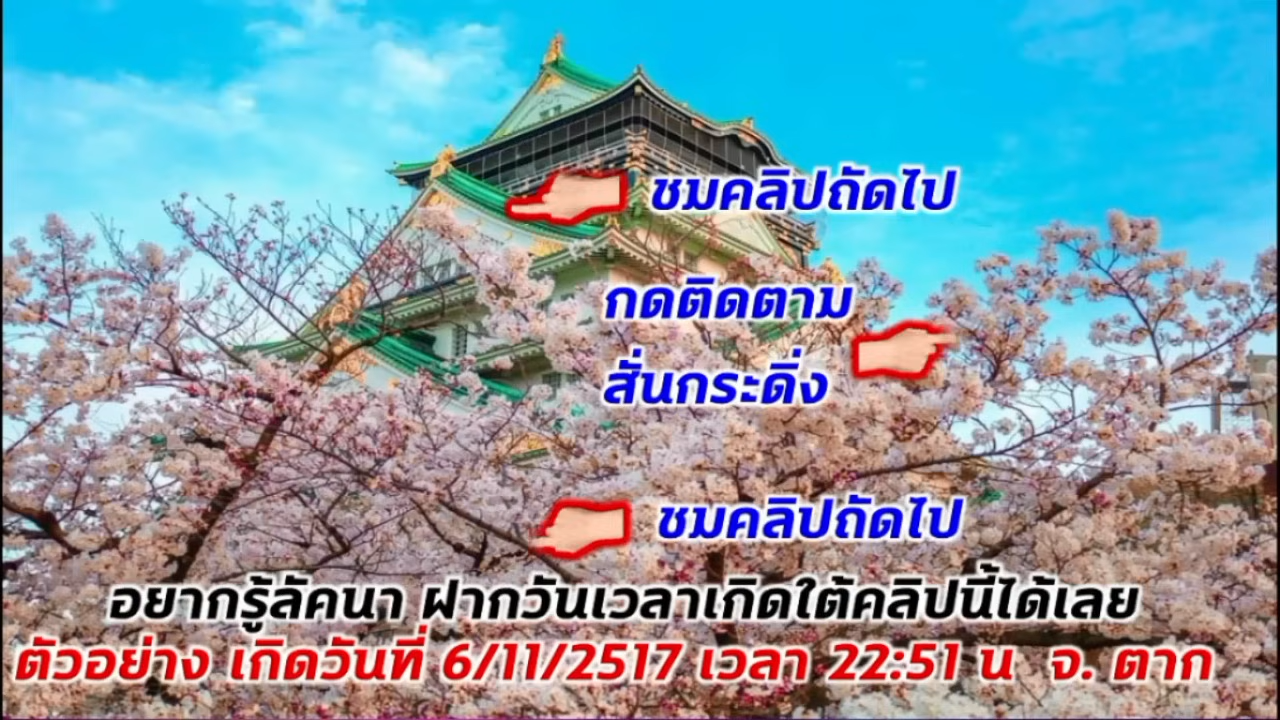 ชมคลิปถัดไป
กดติดตาม
สั่นกระดิ่ง
ชมคลิปถัดไป
อยากรู้ลัคนา ฝากวันเวลาเกิดใต้คลิปนี้ได้เลย
ตัวอย่าง เกิดวันที่ 6/11/2517 เวลา 22:51 น จ. ตาก